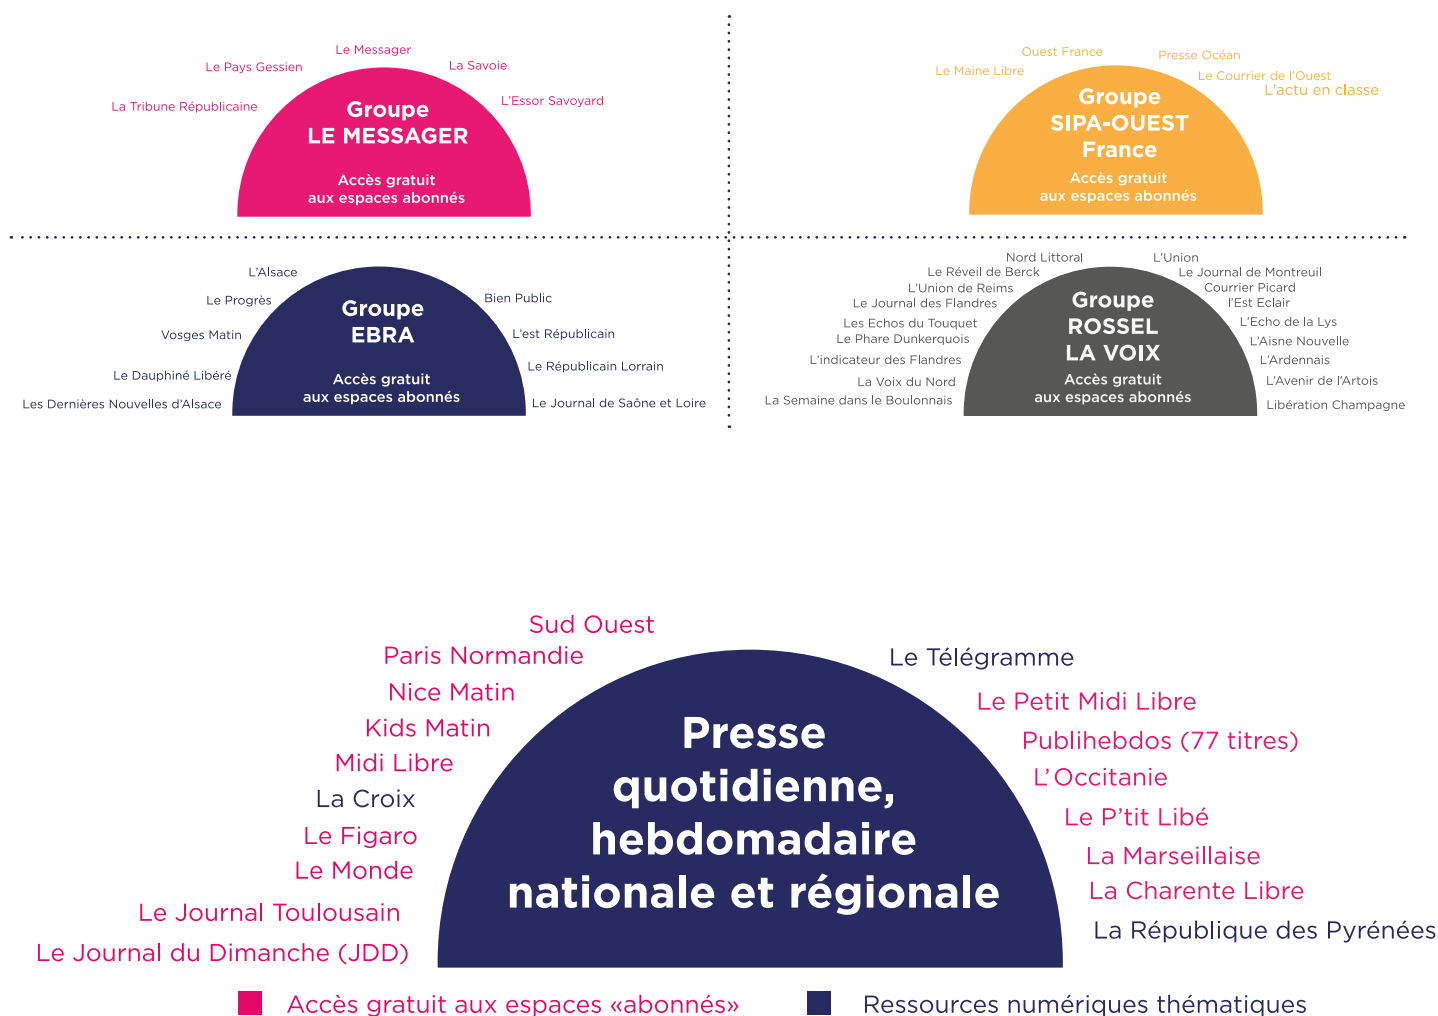 Le Messager
Le Pays Gessien
La Savoie
La Tribune Républicaine
L'Essor Savoyard
Groupe
LE MESSAGER
Accès gratuit
aux espaces abonnés
Ouest France
Presse Océan
Le Maine Libre
Le Courrier de l'Ouest
L'actu en classe
Groupe
SIPA-OUEST
France
Accès gratuit
aux espaces abonnés
L'Alsace
Le Progrès
Vosges Matin
Le Dauphiné Libéré
Les Dernières Nouvelles d'Alsace
Groupe
EBRA
Accès gratuit
aux espaces abonnés
Bien Public
L'est Républicain
Le Républicain Lorrain
Le Journal de Saône et Loire
Nord Littoral
Le Réveil de Berck
L'Union de Reims
Le Journal des Flandres
Les Echos du Touquet
Le Phare Dunkerquois
L'indicateur des Flandres
La Voix du Nord
La Semaine dans le Boulonnais
Groupe
ROSSEL
LA VOIX
Accès gratuit
aux espaces abonnés
L'Union
Le Journal de Montreuil
Courrier Picard
l'Est Eclair
L'Echo de la Lys
L'Aisne Nouvelle
L'Ardennais
L'Avenir de l'Artois
Libération Champagne
Sud Ouest
Paris Normandie
Nice Matin
Kids Matin
Midi Libre
La Croix
Le Figaro
Le Monde
Le Journal Toulousain
Le Journal du Dimanche (JDD)
Presse
quotidienne,
hebdomadaire
nationale et régionale
Le Télégramme
Le Petit Midi Libre
Publihebdos (77 titres)
L'Occitanie
Le P'tit Libé
La Marseillaise
La Charente Libre
La République des Pyrénées
Accès gratuit aux espaces «abonnés»
Ressources numériques thématiques